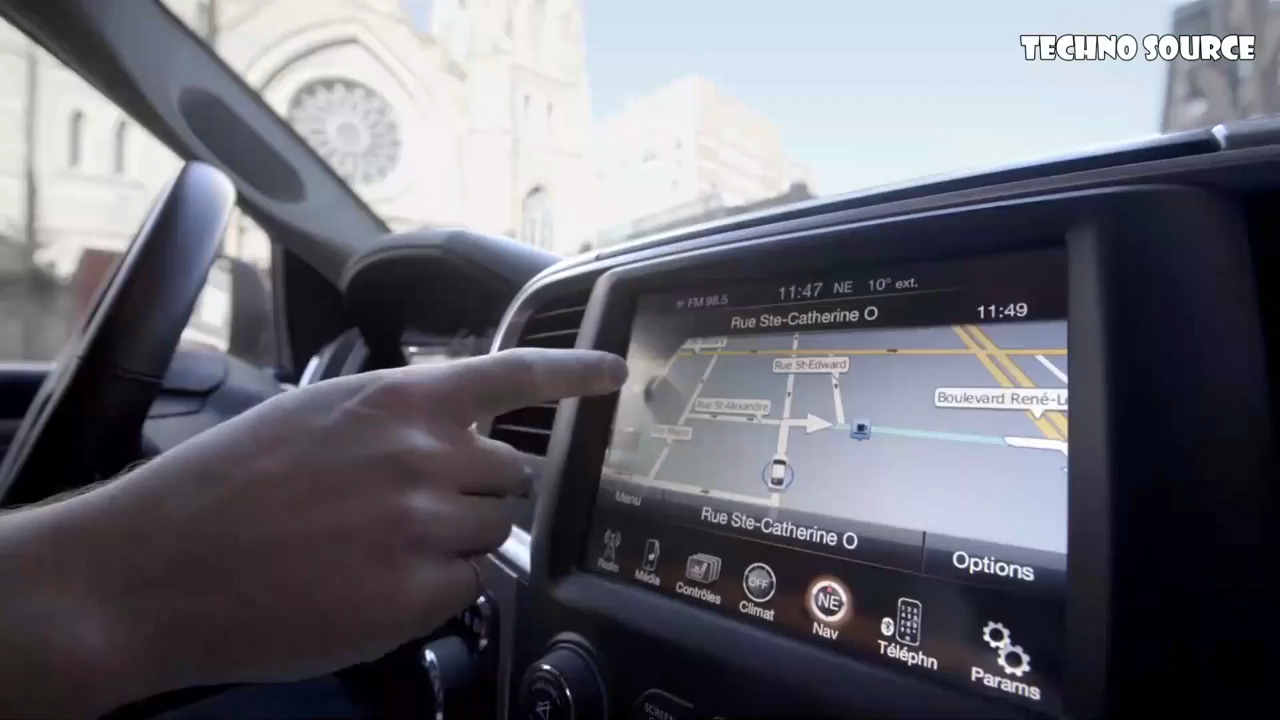 TECHNO SOURCE
FM 98.5
11:47 NE 10° ext.
Rue Ste-Catherine O
11:49
Rue St-Edward
Boulevard René-L
Rue St-Alexandre
Menu
Rue Ste-Catherine O
Options
Radio
Média
Contrôles
OFF
Climat
NE
Nav
Téléphn
Params
SCREEN